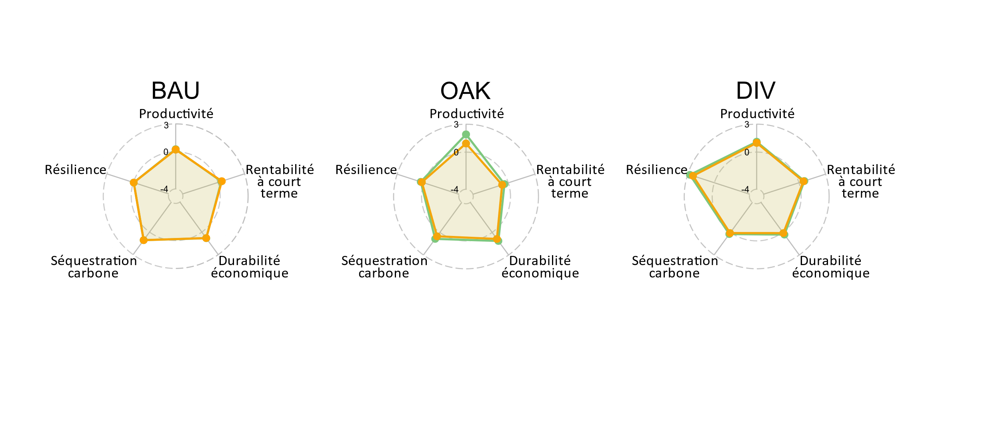 BAU
Productivité
3
0
-4
Résilience
Rentabilité
à court
terme
Séquestration
carbone
Durabilité
économique
OAK
Productivité
3
0
-4
Résilience
Rentabilité
à court
terme
Séquestration
carbone
Durabilité
économique
DIV
Productivité
3
0
-4
Résilience
Rentabilité
à court
terme
Séquestration
carbone
Durabilité
économique